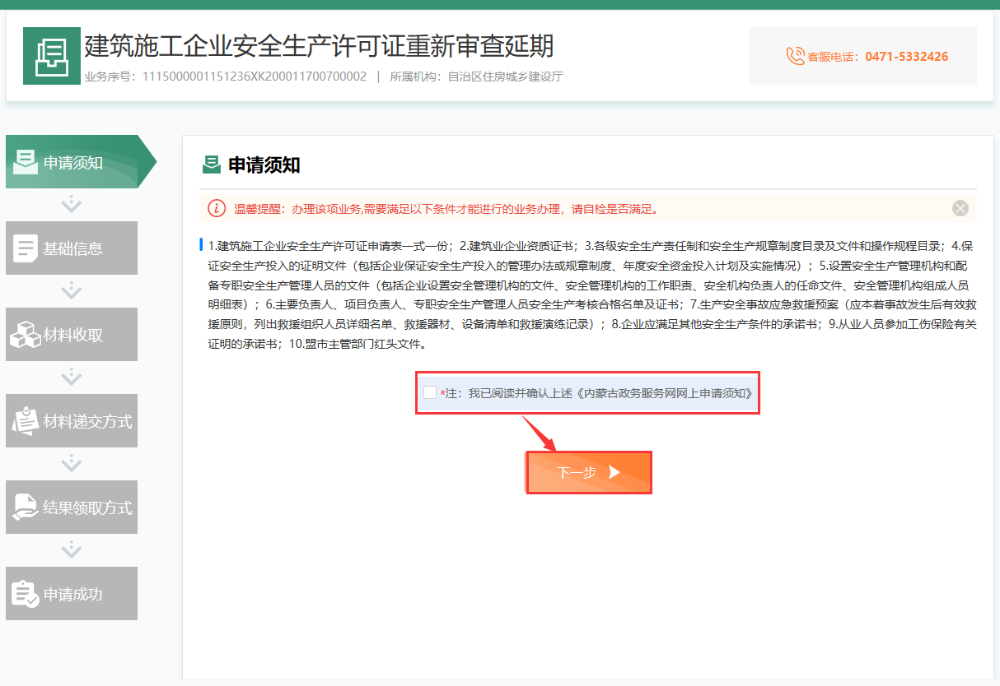 建筑施工企业安全生产许可证重新审查延期
业务序号：1115000001151236XK200011700700002 | 所属机构：自治区住房城乡建设厅
客服电话：0471-5332426
申请须知
基础信息
材料收取
材料递交方式
结果领取方式
申请成功
申请须知
温馨提醒：办理该项业务,需要满足以下条件才能进行的业务办理，请自检是否满足。
1.建筑施工企业安全生产许可证申请表一式一份；2.建筑业企业资质证书；3.各级安全生产责任制和安全生产规章制度目录及文件和操作规程目录；4.保
证安全生产投入的证明文件（包括企业保证安全生产投入的管理办法或规章制度、年度安全资金投入计划及实施情况）；5.设置安全生产管理机构和配
备专职安全生产管理人员的文件（包括企业设置安全管理机构的文件、安全管理机构的工作职责、安全机构负责人的任命文件、安全管理机构组成人员
明细表）；6.主要负责人、项目负责人、专职安全生产管理人员安全生产考核合格名单及证书；7.生产安全事故应急救援预案（应本着事故发生后有效救
援原则，列出救援组织人员详细名单、救援器材、设备清单和救援演练记录）；8.企业应满足其他安全生产条件的承诺书；9.从业人员参加工伤保险有关
证明的承诺书；10.盟市主管部门红头文件。
*注：我已阅读并确认上述《内蒙古政务服务网网上申请须知》
下一步